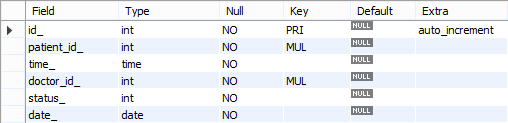 Field Type Null Key Default Extra
id_ int NO PRI NULL auto_increment
patient_id_ int NO MUL NULL
time_ time NO NULL
doctor_id_ int NO MUL NULL
status_ int NO NULL
date_ date NO NULL